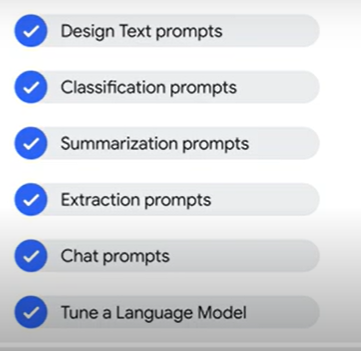 Design Text prompts
Classification prompts
Summarization prompts
Extraction prompts
Chat prompts
Tune a Language Model